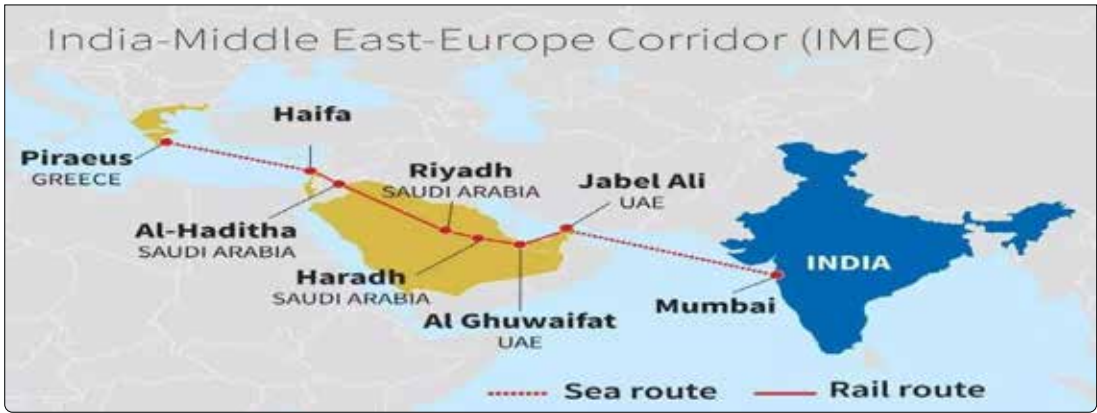 India-Middle East-Europe Corridor (IMEC)
Haifa
Piraeus
GREECE
Riyadh
SAUDI ARABIA
Jabel Ali
UAE
Al-Haditha
SAUDI ARABIA
Haradh
SAUDI ARABIA
Al Ghuwaifat
UAE
INDIA
Mumbai
Sea route
Rail route